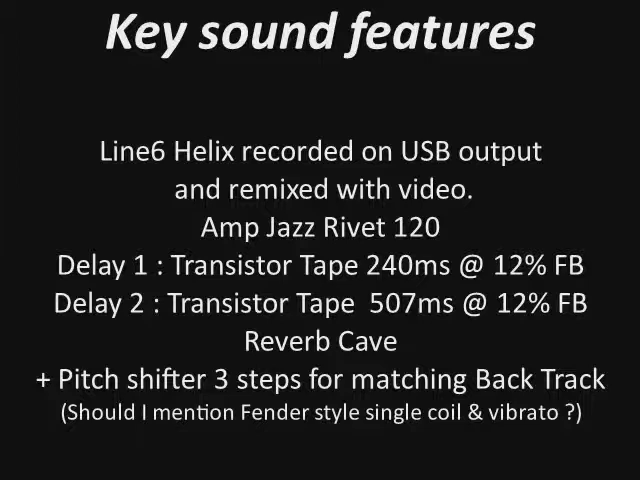 Key sound features
Line6 Helix recorded on USB output
and remixed with video.
Amp Jazz Rivet 120
Delay 1 : Transistor Tape 240ms @ 12% FB
Delay 2 : Transistor Tape  507ms @ 12% FB
Reverb Cave
+ Pitch shifter 3 steps for matching Back Track
(Should I mention Fender style single coil & vibrato ?)